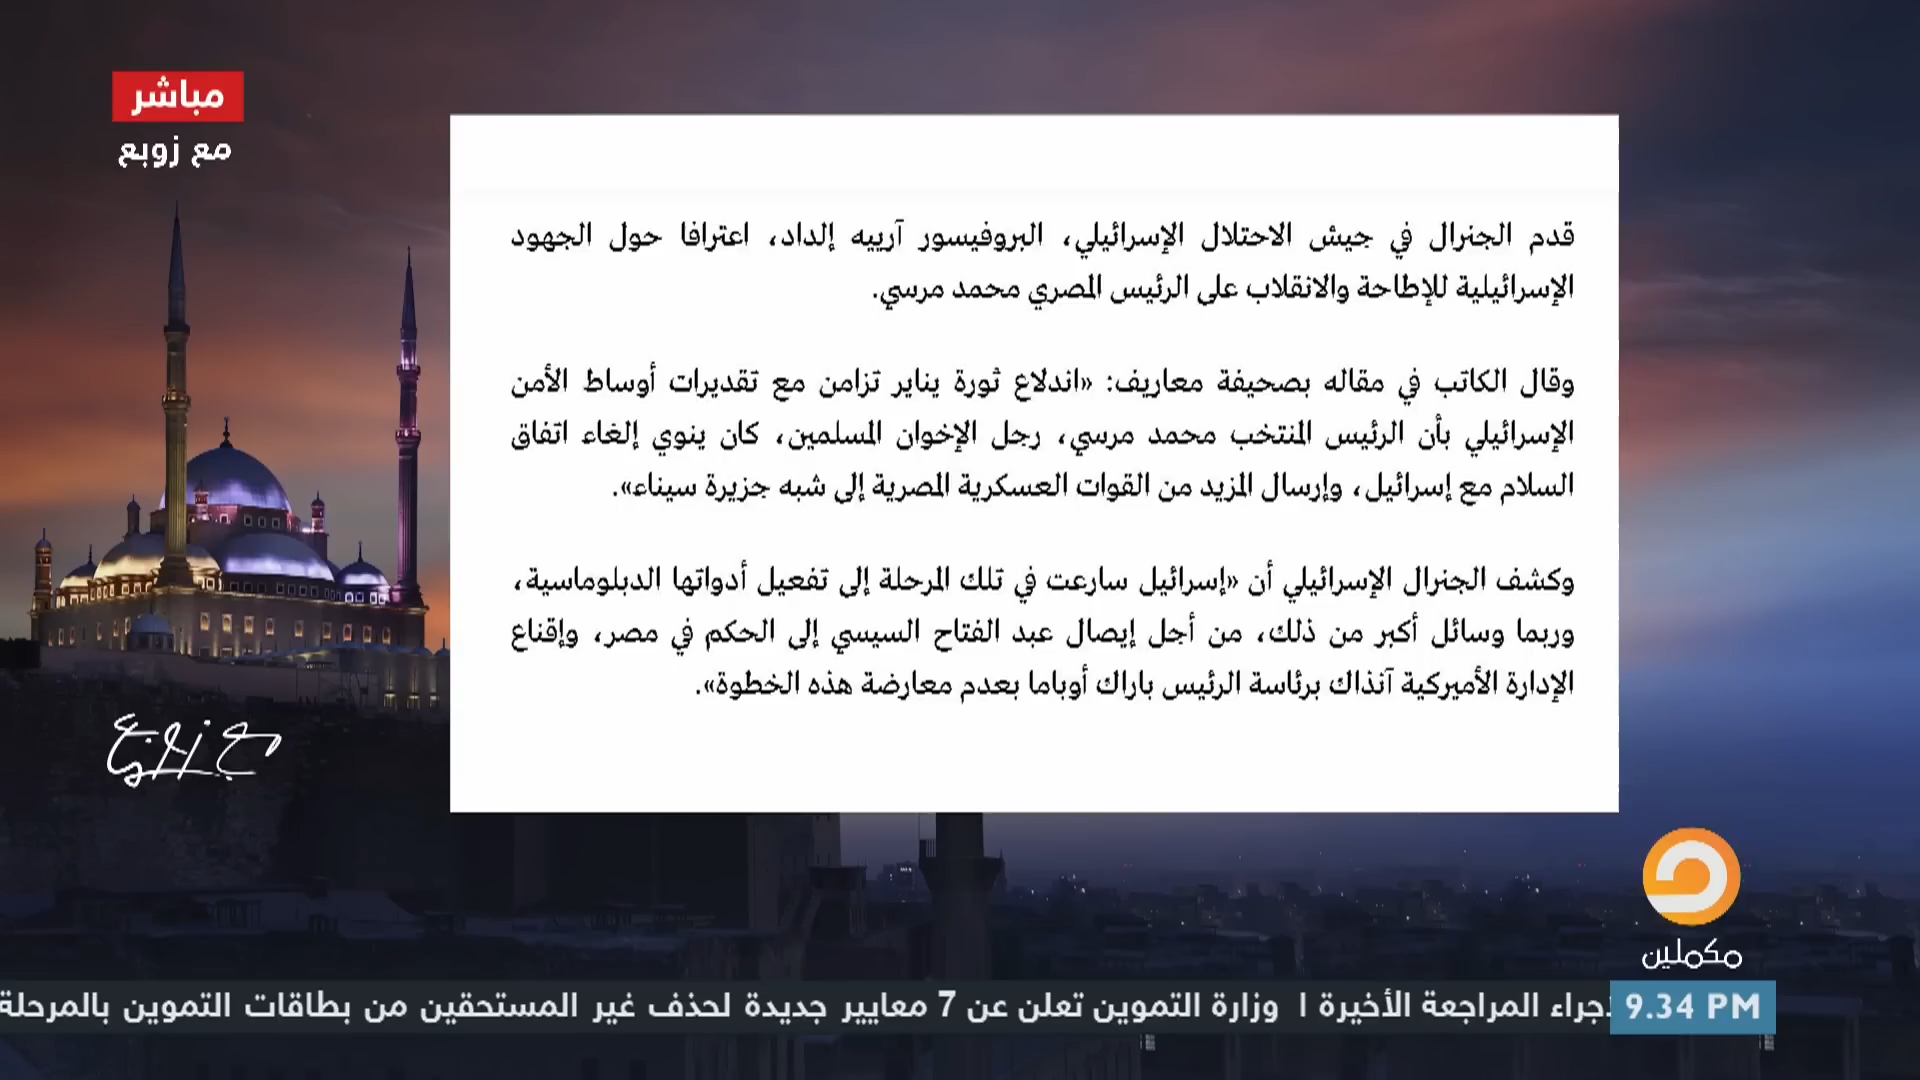 مباشر
مع زوبع
قدم الجنرال في جيش الاحتلال الإسرائيلي، البروفيسور آرييه إلداد، اعترافا حول الجهود
الإسرائيلية للإطاحة والانقلاب على الرئيس المصري محمد مرسي.
وقال الكاتب في مقاله بصحيفة معاريف: «اندلاع ثورة يناير تزامن مع تقديرات أوساط الأمن
الإسرائيلي بأن الرئيس المنتخب محمد مرسي، رجل الإخوان المسلمين، كان ينوي إلغاء اتفاق
السلام مع إسرائيل، وإرسال المزيد من القوات العسكرية المصرية إلى شبه جزيرة سيناء».
وكشف الجنرال الإسرائيلي أن «إسرائيل سارعت في تلك المرحلة إلى تفعيل أدواتها الدبلوماسية،
وربما وسائل أكبر من ذلك، من أجل إيصال عبد الفتاح السيسي إلى الحكم في مصر، وإقناع
الإدارة الأميركية آنذاك برئاسة الرئيس باراك أوباما بعدم معارضة هذه الخطوة».
مع زوبع
مكملين
جراء المراجعة الأخيرة | وزارة التموين تعلن عن 7 معايير جديدة لحذف غير المستحقين من بطاقات التموين بالمرحلة
9.34 PM